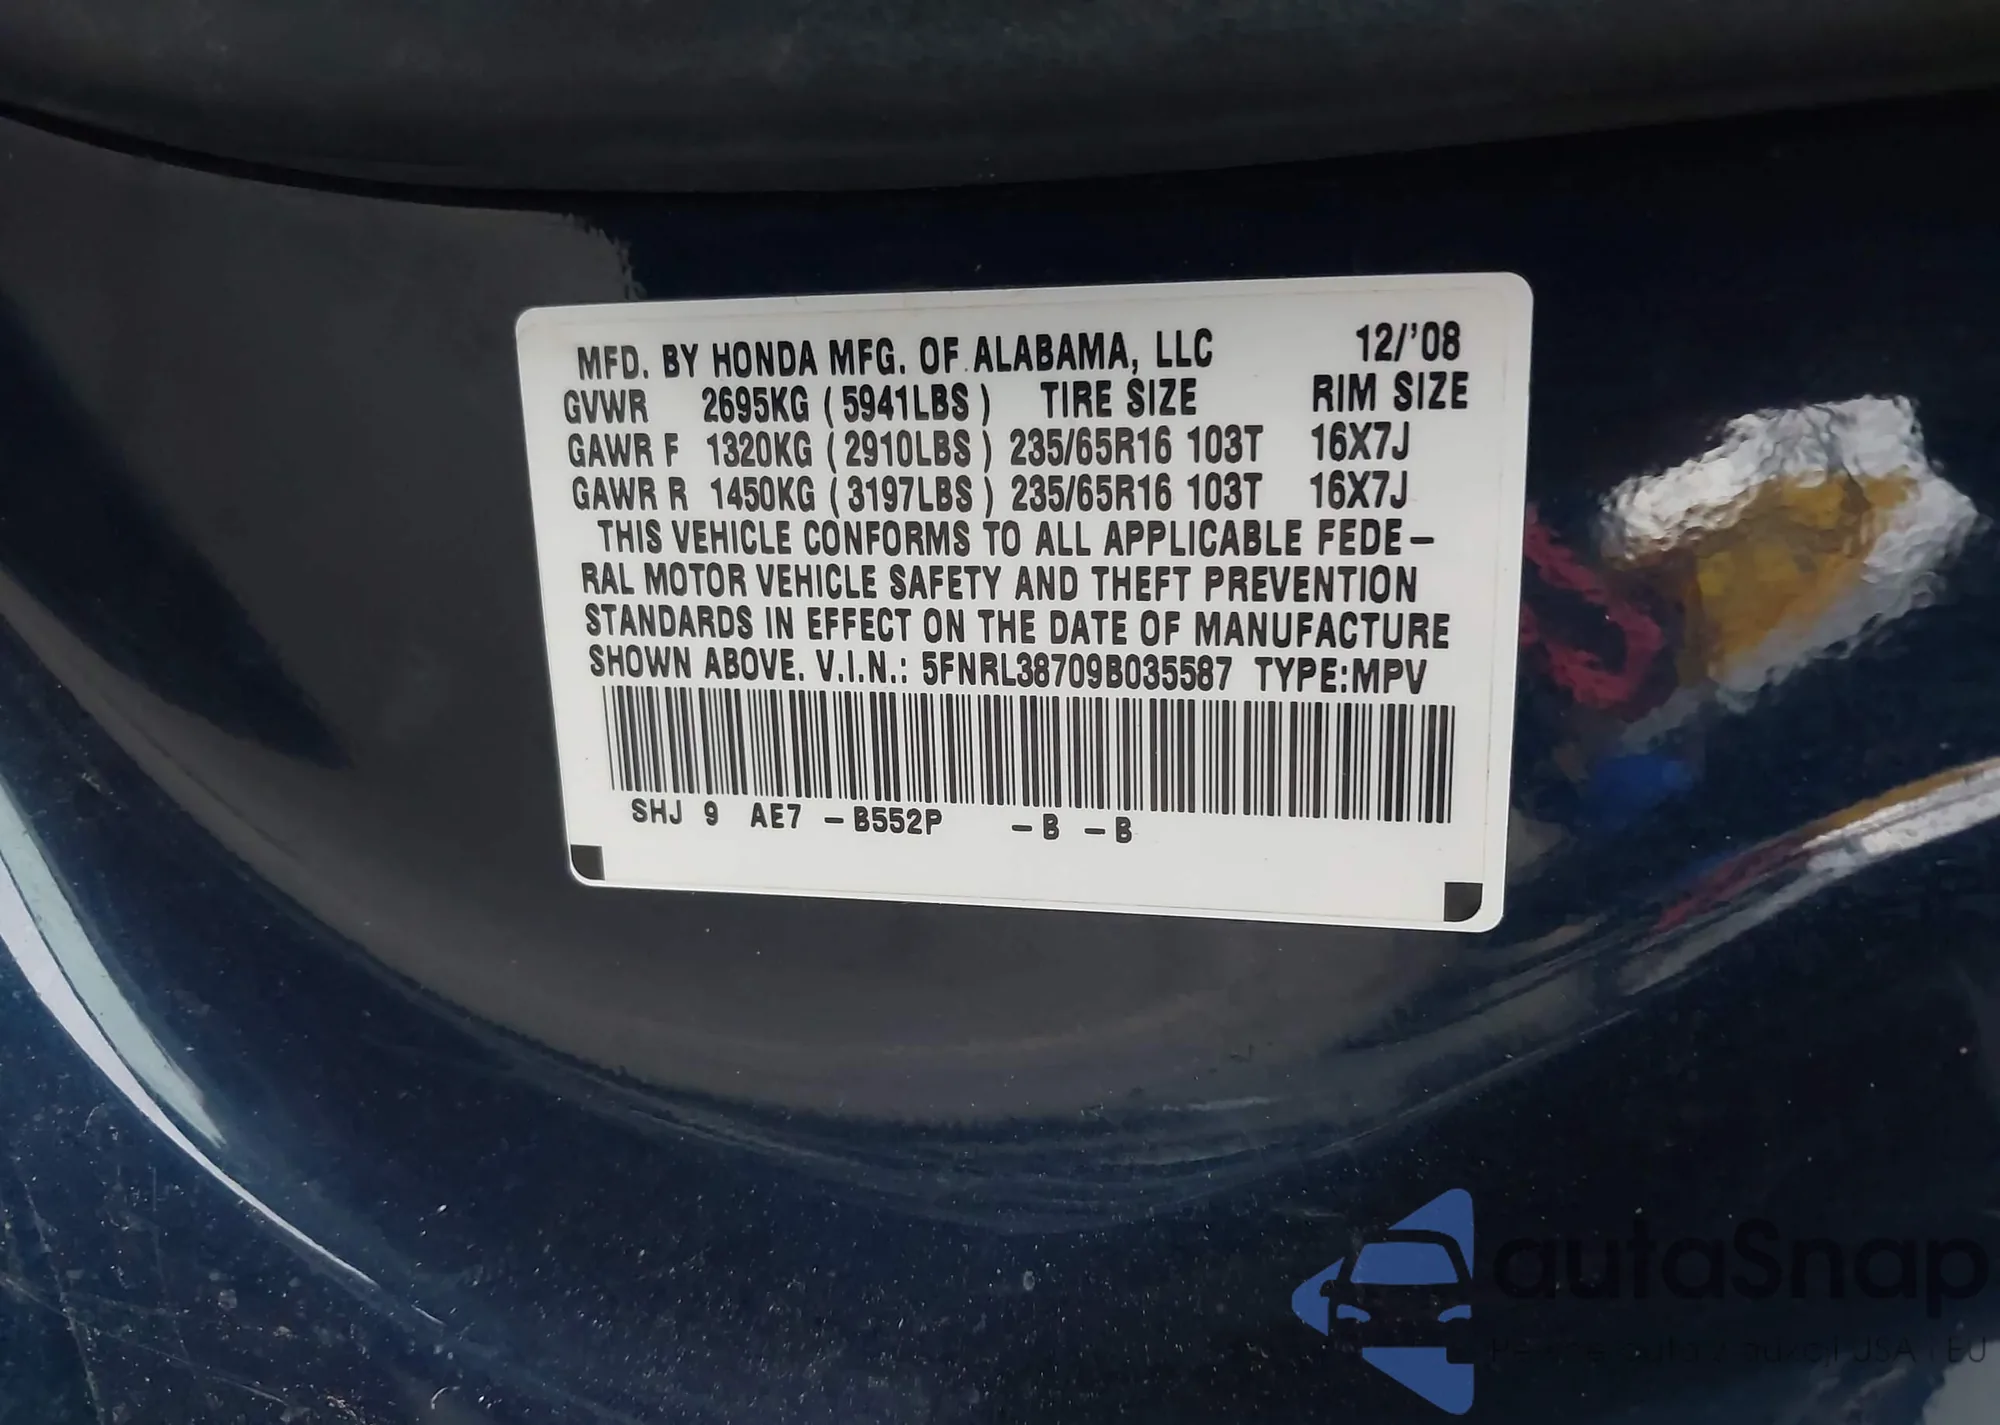 MFD. BY HONDA MFG. OF ALABAMA, LLC 12/'08
GVWR 2695KG (5941LBS) TIRE SIZE RIM SIZE
GAWR F 1320KG (2910LBS) 235/65R16 103T 16X7J
GAWR R 1450KG (3197LBS) 235/65R16 103T 16X7J
THIS VEHICLE CONFORMS TO ALL APPLICABLE FEDE-
RAL MOTOR VEHICLE SAFETY AND THEFT PREVENTION
STANDARDS IN EFFECT ON THE DATE OF MANUFACTURE
SHOWN ABOVE. V.I.N.: 5FNRL38709B035587 TYPE:MPV
SHJ 9 AE7 -B552P -B -B
autaSnap
USA EU